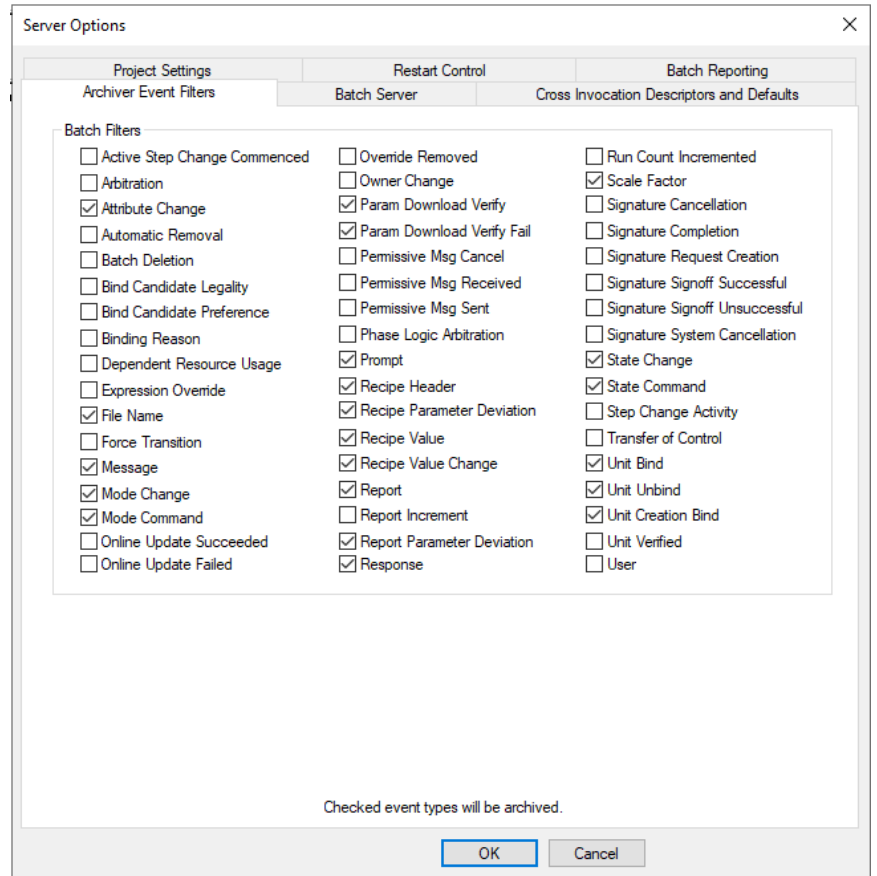 Server Options
Project Settings
Restart Control
Batch Reporting
Archiver Event Filters
Batch Server
Cross Invocation Descriptors and Defaults
Batch Filters
Active Step Change Commenced
Arbitration
Attribute Change
Automatic Removal
Batch Deletion
Bind Candidate Legality
Bind Candidate Preference
Binding Reason
Dependent Resource Usage
Expression Override
File Name
Force Transition
Message
Mode Change
Mode Command
Online Update Succeeded
Online Update Failed
Override Removed
Owner Change
Param Download Verify
Param Download Verify Fail
Permissive Msg Cancel
Permissive Msg Received
Permissive Msg Sent
Phase Logic Arbitration
Prompt
Recipe Header
Recipe Parameter Deviation
Recipe Value
Recipe Value Change
Report
Report Increment
Report Parameter Deviation
Response
Run Count Incremented
Scale Factor
Signature Cancellation
Signature Completion
Signature Request Creation
Signature Signoff Successful
Signature Signoff Unsuccessful
Signature System Cancellation
State Change
State Command
Step Change Activity
Transfer of Control
Unit Bind
Unit Unbind
Unit Creation Bind
Unit Verified
User
Checked event types will be archived.
OK
Cancel